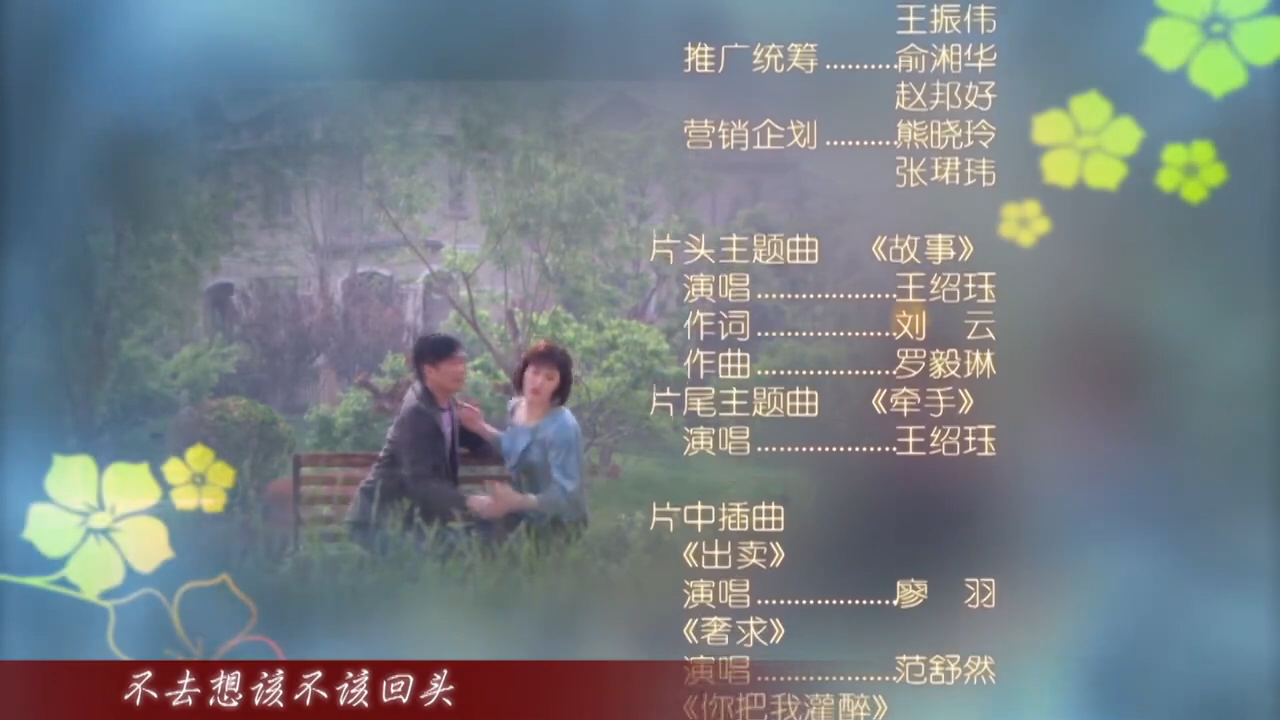 王振伟
推广统筹..........俞湘华
赵邦好
营销企划..........熊晓玲
张珺玮
片头主题曲 《故事》
演唱....................王绍珏
作词....................刘 云
作曲....................罗毅琳
片尾主题曲 《牵手》
演唱....................王绍珏
片中插曲
《出卖》
演唱....................廖 羽
《奢求》
演唱....................范舒然
《你把我灌醉》
不去想该不该回头